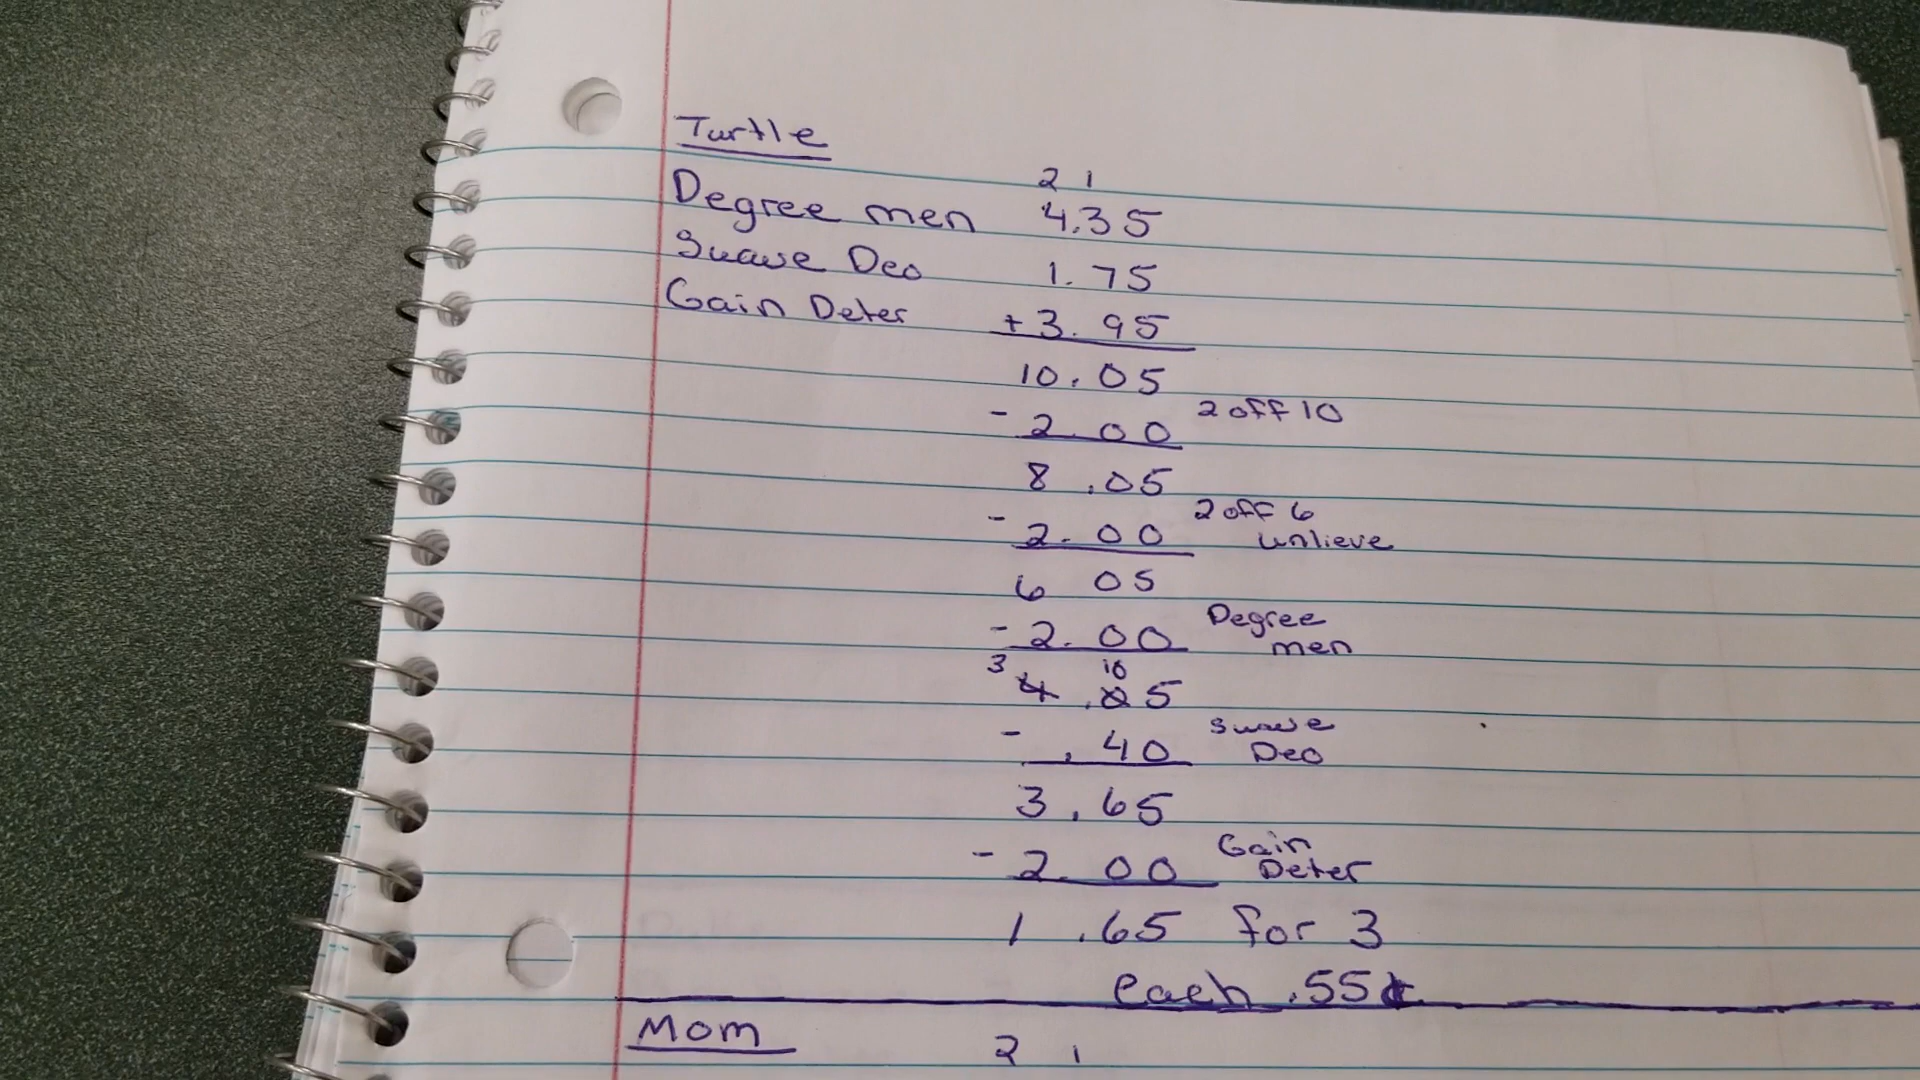 Turtle
2 1
Degree men 4.35
Suave Deo 1.75
Gain Deter +3.95
10.05
- 2.00 2 off 10
8.05
- 2.00 2 off 6
unlieve
6 05
- 2.00 Degree
men
3 10
4.05
- .40 Suave
Deo
3.65
- 2.00 Gain
Deter
1.65 for 3
each .55¢
Mom
2 1